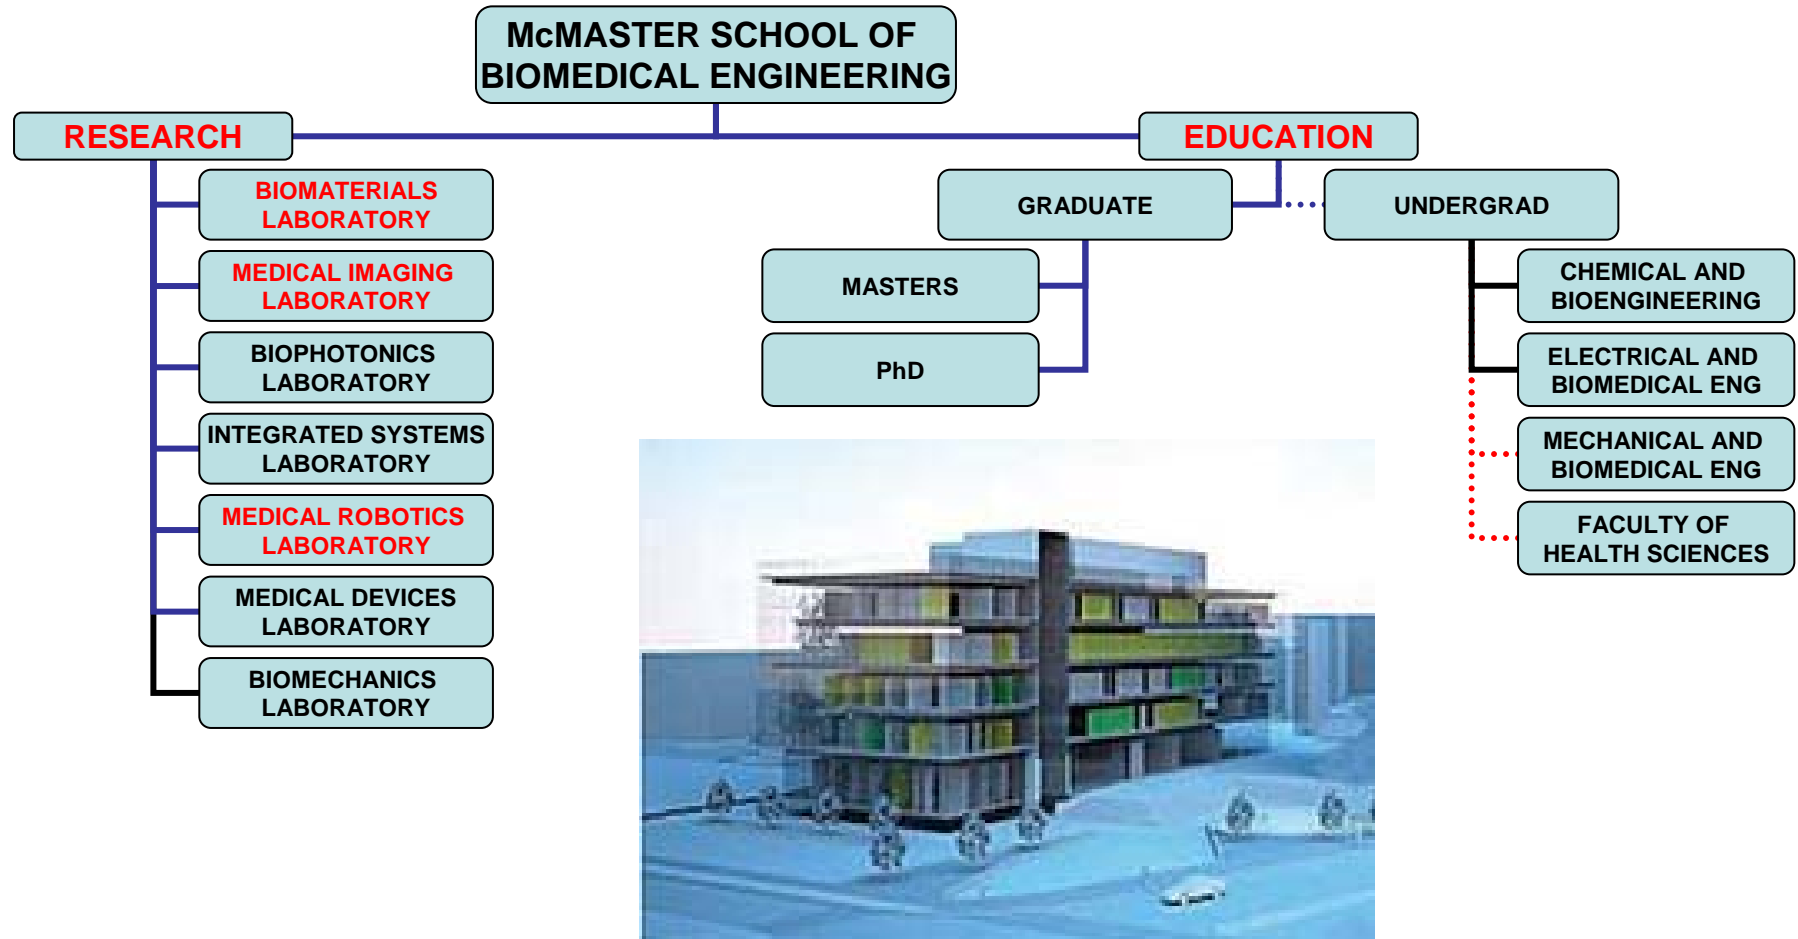 McMASTER SCHOOL OF
BIOMEDICAL ENGINEERING
RESEARCH
BIOMATERIALS
LABORATORY
MEDICAL IMAGING
LABORATORY
BIOPHOTONICS
LABORATORY
INTEGRATED SYSTEMS
LABORATORY
MEDICAL ROBOTICS
LABORATORY
MEDICAL DEVICES
LABORATORY
BIOMECHANICS
LABORATORY
EDUCATION
GRADUATE
MASTERS
PhD
UNDERGRAD
CHEMICAL AND
BIOENGINEERING
ELECTRICAL AND
BIOMEDICAL ENG
MECHANICAL AND
BIOMEDICAL ENG
FACULTY OF
HEALTH SCIENCES